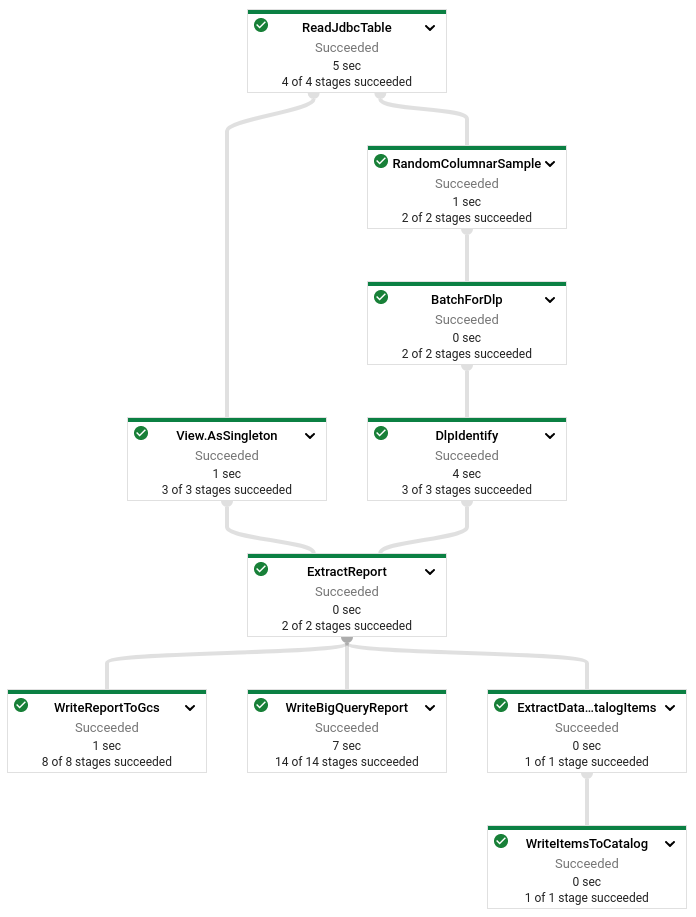 ReadJdbcTable
Succeeded
5 sec
4 of 4 stages succeeded
RandomColumnarSample
Succeeded
1 sec
2 of 2 stages succeeded
BatchForDlp
Succeeded
0 sec
2 of 2 stages succeeded
View.AsSingleton
Succeeded
1 sec
3 of 3 stages succeeded
DlpIdentify
Succeeded
4 sec
3 of 3 stages succeeded
ExtractReport
Succeeded
0 sec
2 of 2 stages succeeded
WriteReportToGcs
Succeeded
1 sec
8 of 8 stages succeeded
WriteBigQueryReport
Succeeded
7 sec
14 of 14 stages succeeded
ExtractData...talogItems
Succeeded
0 sec
1 of 1 stage succeeded
WriteItemsToCatalog
Succeeded
0 sec
1 of 1 stage succeeded